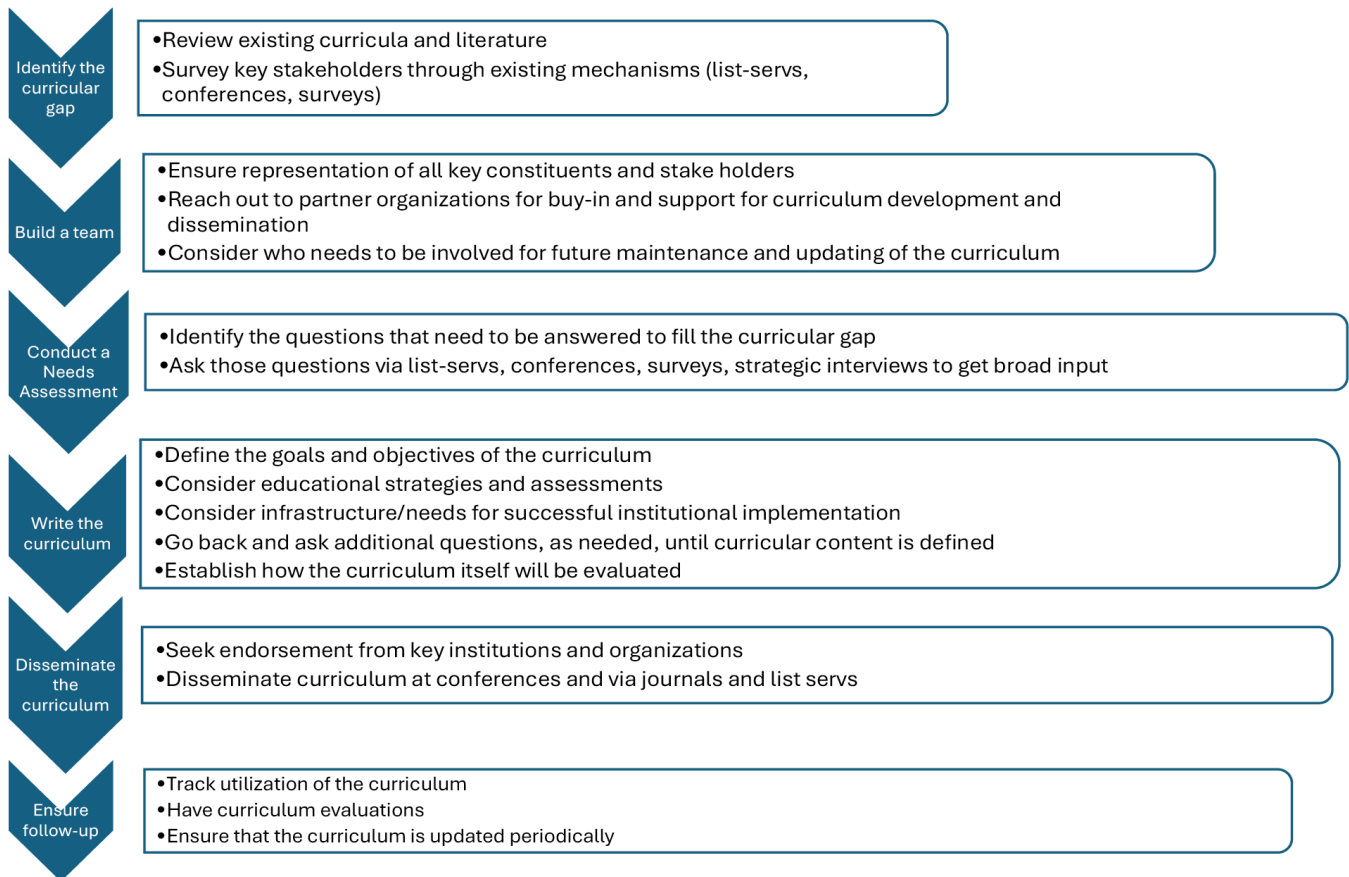 Identify the
curricular
gap
•Review existing curricula and literature
•Survey key stakeholders through existing mechanisms (list-servs,
conferences, surveys)
Build a team
•Ensure representation of all key constituents and stake holders
•Reach out to partner organizations for buy-in and support for curriculum development and
dissemination
•Consider who needs to be involved for future maintenance and updating of the curriculum
Conduct a
Needs
Assessment
•Identify the questions that need to be answered to fill the curricular gap
•Ask those questions via list-servs, conferences, surveys, strategic interviews to get broad input
Write the
curriculum
•Define the goals and objectives of the curriculum
•Consider educational strategies and assessments
•Consider infrastructure/needs for successful institutional implementation
•Go back and ask additional questions, as needed, until curricular content is defined
•Establish how the curriculum itself will be evaluated
Disseminate
the
curriculum
•Seek endorsement from key institutions and organizations
•Disseminate curriculum at conferences and via journals and list servs
Ensure
follow-up
•Track utilization of the curriculum
•Have curriculum evaluations
•Ensure that the curriculum is updated periodically